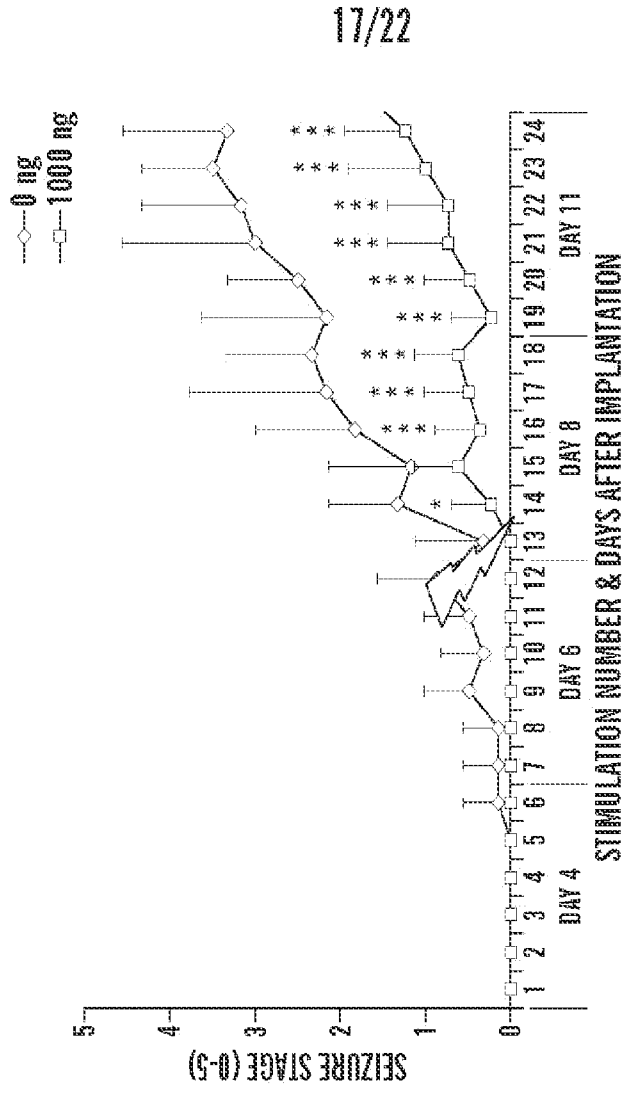 17/22
0 ng
1000 ng
SEIZURE STAGE (0-5)
5
4
3
2
1
0
* * * * * * * * * * * * * * * * * * * * * * * * * * * *
1 2 3 4 5 6 7 8 9 10 11 12 13 14 15 16 17 18 19 20 21 22 23 24
DAY 4 DAY 6 DAY 8 DAY 11
STIMULATION NUMBER & DAYS AFTER IMPLANTATION